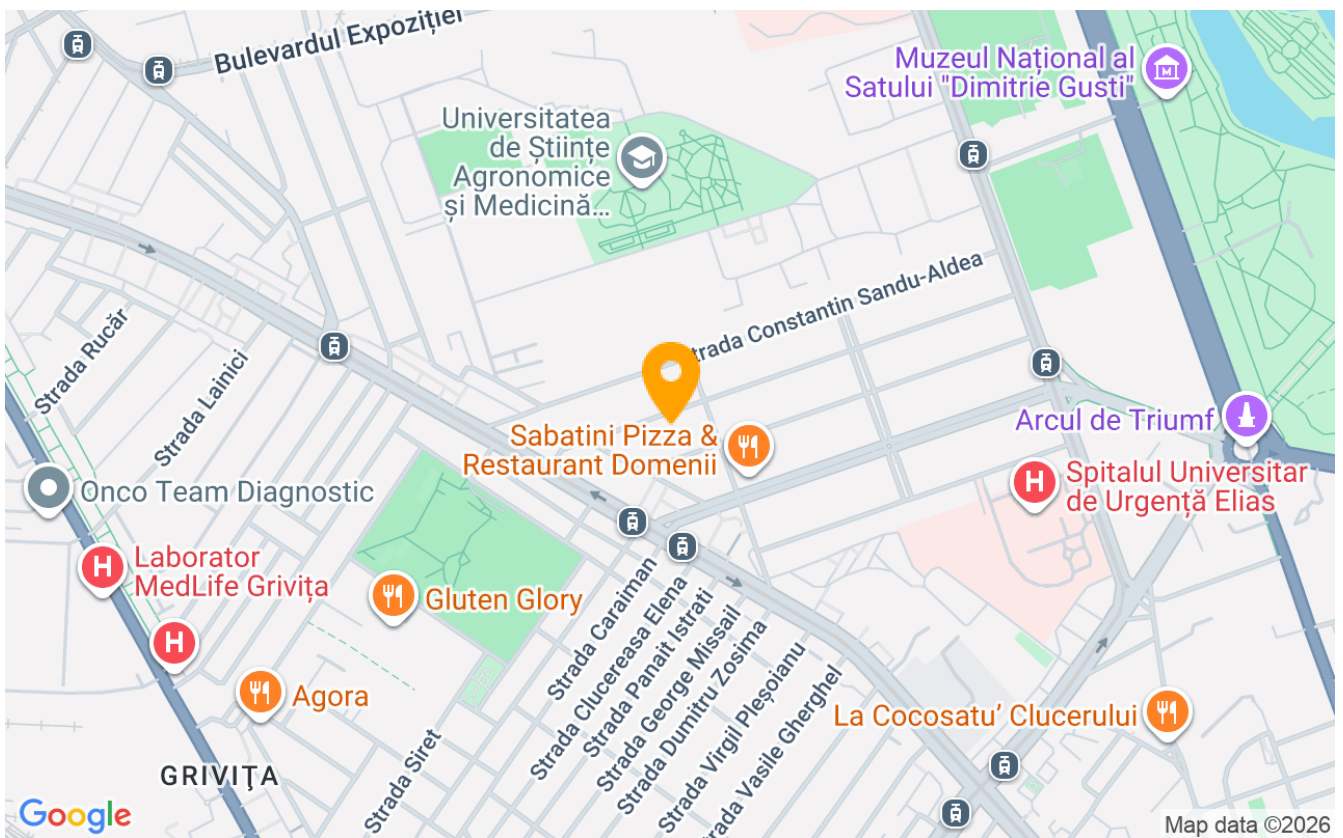 Bulevardul Expoziției
Muzeul Național al
Satului "Dimitrie Gusti"
M
Universitatea
de Științe
Agronomice
și Medicină...
Strada Constantin Sandu-Aldea
Strada Rucăr
Strada Lainici
Arcul de Triumf
Sabatini Pizza &
Restaurant Domenii
Spitalul Universitar
de Urgență Elias
H
Onco Team Diagnostic
Laborator
MedLife Grivița
H
H
Gluten Glory
Strada Caraiman
Strada Clucereasa Elena
Strada Panait Istrati
Strada George Missail
Strada Dumitru Zosima
Strada Virgil Pleșoianu
Strada Vasile Gherghel
Agora
La Cocosatu' Clucerului
Strada Siret
GRIVIȚA
Google
Map data ©2026